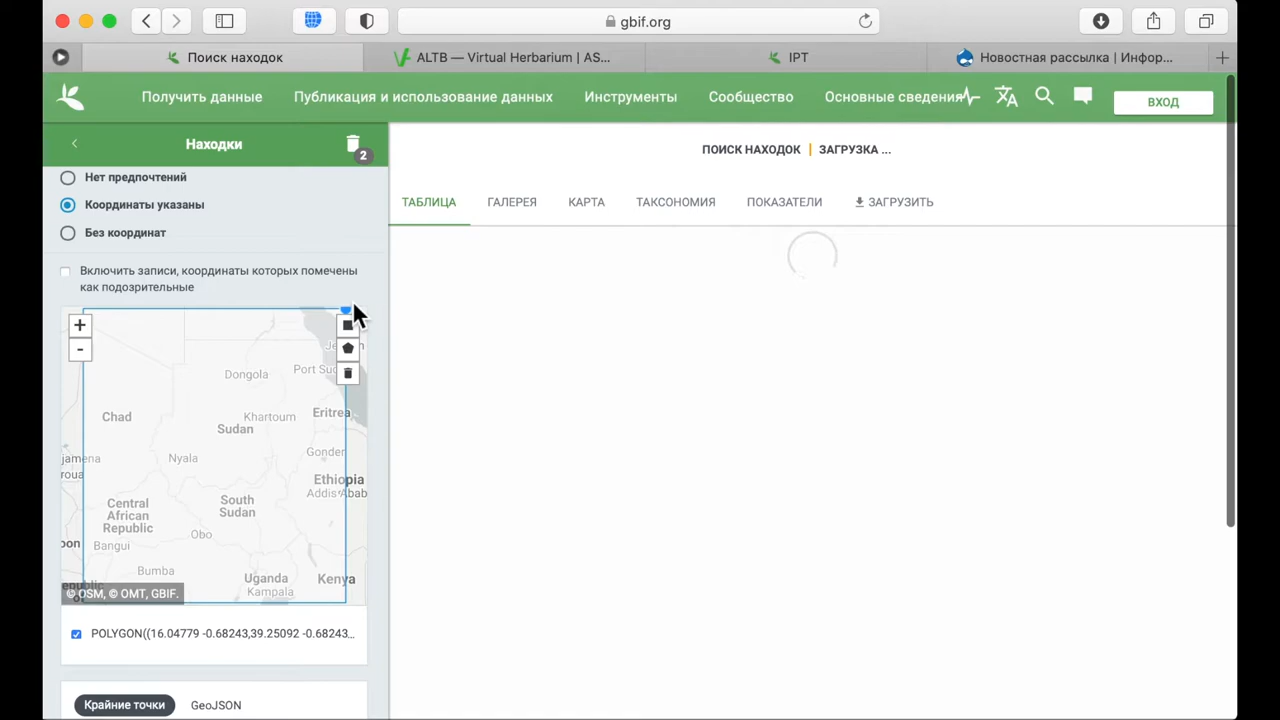 gbif.org
Поиск находок
ALTB — Virtual Herbarium | AS...
IPT
Новостная рассылка | Инфор...
Получить данные
Публикация и использование данных
Инструменты
Сообщество
Основные сведения
ВХОД
Находки
2
Нет предпочтений
Координаты указаны
Без координат
Включить записи, координаты которых помечены
как подозрительные
ПОИСК НАХОДОК | ЗАГРУЗКА ...
ТАБЛИЦА
ГАЛЕРЕЯ
КАРТА
ТАКСОНОМИЯ
ПОКАЗАТЕЛИ
ЗАГРУЗИТЬ
+
-
Dongola
Port Sud
Chad
Khartoum
Eritrea
Sudan
Gonder
Nyala
Ethiopia
Addis Abab
Central
African
Republic
South
Sudan
Obo
Bangui
Bumba
Uganda
Kampala
Kenya
© OSM, © OMT, GBIF.
POLYGON((16.04779 -0.68243,39.25092 -0.68243...
Крайние точки
GeoJSON